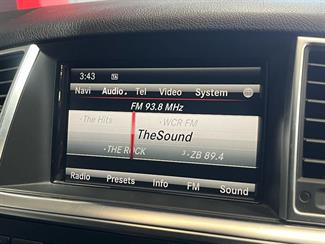 3:43
Navi Audio Tel Video System
FM 93.8 MHz
The Hits WCR FM
TheSound
THE ROCK 3 ZB 89.4
Radio Presets Info FM Sound